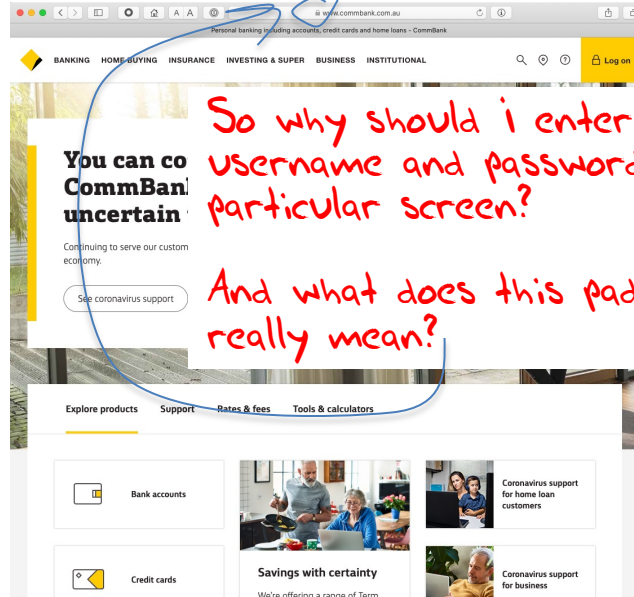 A A
www.commbank.com.au
Personal banking including accounts, credit cards and home loans - CommBank
BANKING HOME BUYING INSURANCE INVESTING & SUPER BUSINESS INSTITUTIONAL
Log on
So why should i enter
username and password
particular screen?
And what does this pad
really mean?
You can co
CommBan
uncertain
Continuing to serve our custom
economy.
See coronavirus support
Explore products Support Rates & fees Tools & calculators
Bank accounts
Credit cards
Savings with certainty
We're offering a range of Term
Coronavirus support
for home loan
customers
Coronavirus support
for business